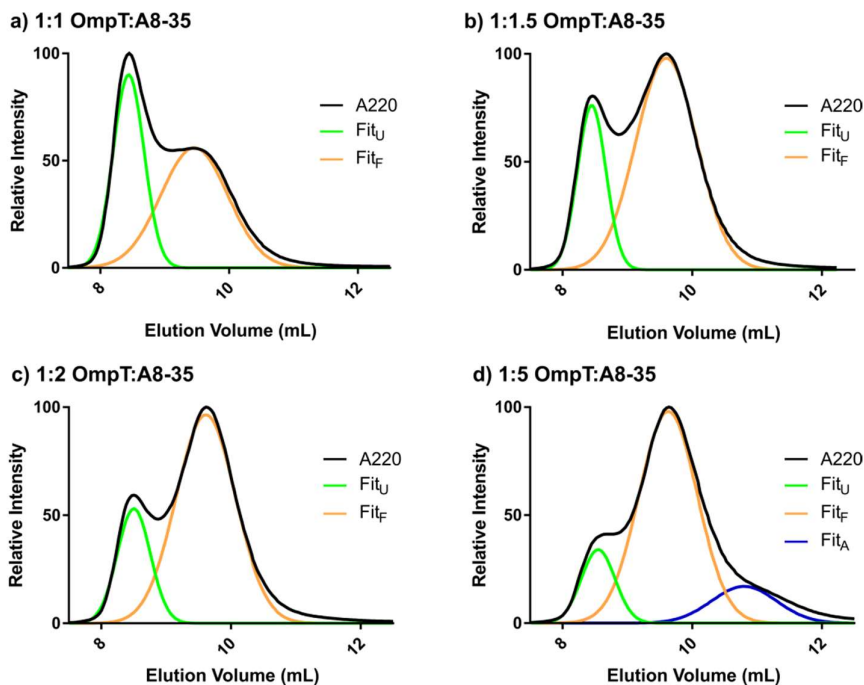 a) 1:1 OmpT:A8-35
100
50
0
8
10
12
Relative Intensity
Elution Volume (mL)
A220
FitU
FitF
b) 1:1.5 OmpT:A8-35
100
50
0
8
10
12
Relative Intensity
Elution Volume (mL)
A220
FitU
FitF
c) 1:2 OmpT:A8-35
100
50
0
8
10
12
Relative Intensity
Elution Volume (mL)
A220
FitU
FitF
d) 1:5 OmpT:A8-35
100
50
0
8
10
12
Relative Intensity
Elution Volume (mL)
A220
FitU
FitF
FitA